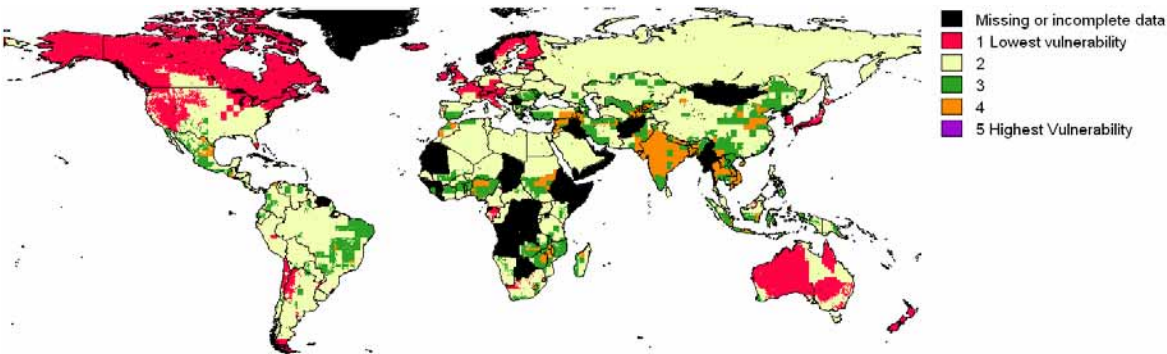 Missing or incomplete data
1 Lowest vulnerability
2
3
4
5 Highest Vulnerability